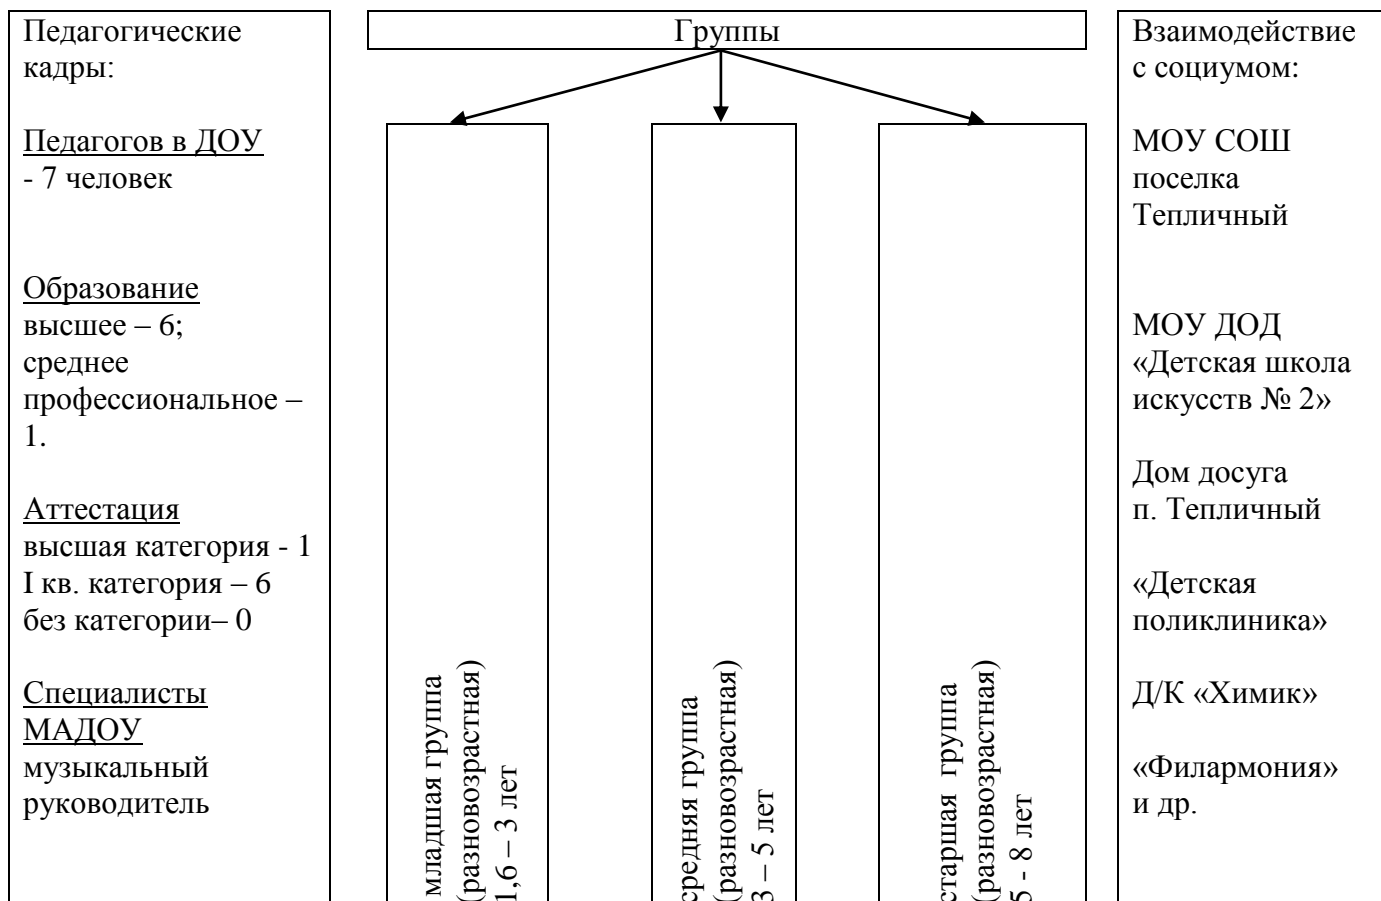 Педагогические
кадры:
Педагогов в ДОУ
- 7 человек
Образование
высшее – 6;
среднее
профессиональное –
1.
Аттестация
высшая категория - 1
I кв. категория – 6
без категории– 0
Специалисты
МАДОУ
музыкальный
руководитель
Группы
младшая группа
(разновозрастная)
1,6 – 3 лет
средняя группа
(разновозрастная)
3 – 5 лет
старшая группа
(разновозрастная)
5 - 8 лет
Взаимодействие
с социумом:
МОУ СОШ
поселка
Тепличный
МОУ ДОД
«Детская школа
искусств № 2»
Дом досуга
п. Тепличный
«Детская
поликлиника»
Д/К «Химик»
«Филармония»
и др.